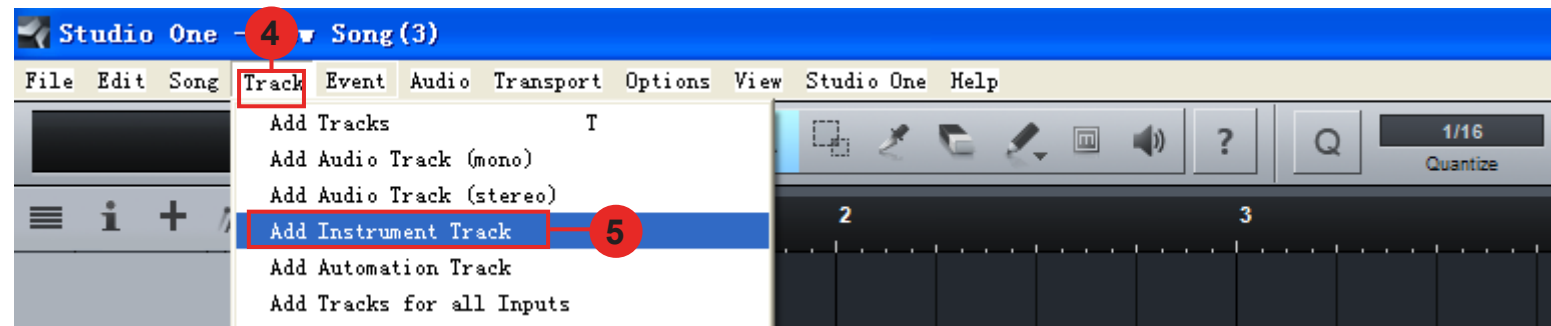 Studio One - w Song(3)
4
File Edit Song Track Event Audio Transport Options View Studio One Help
Add Tracks T
Add Audio Track (mono)
Add Audio Track (stereo)
Add Instrument Track
5
Add Automation Track
Add Tracks for all Inputs
? Q 1/16
Quantize
i +
2 3